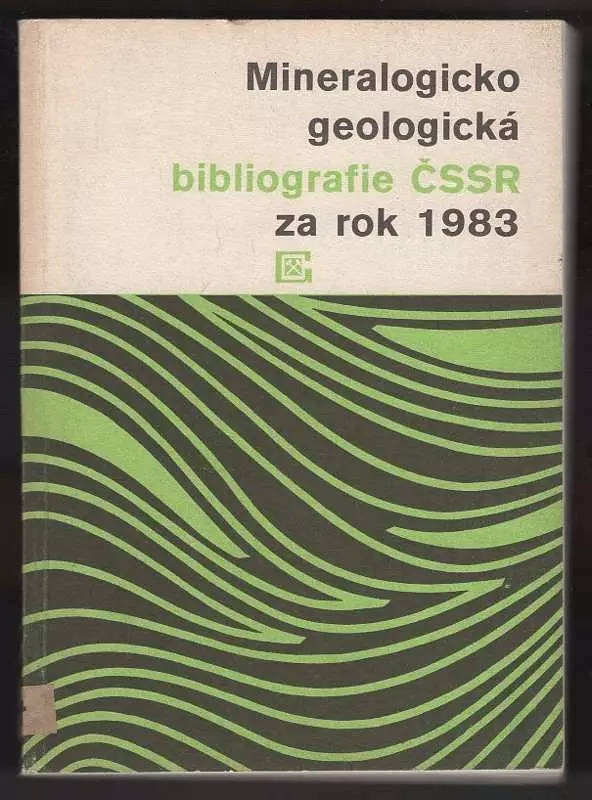 Mineralogicko
geologická
bibliografie ČSSR
za rok 1983